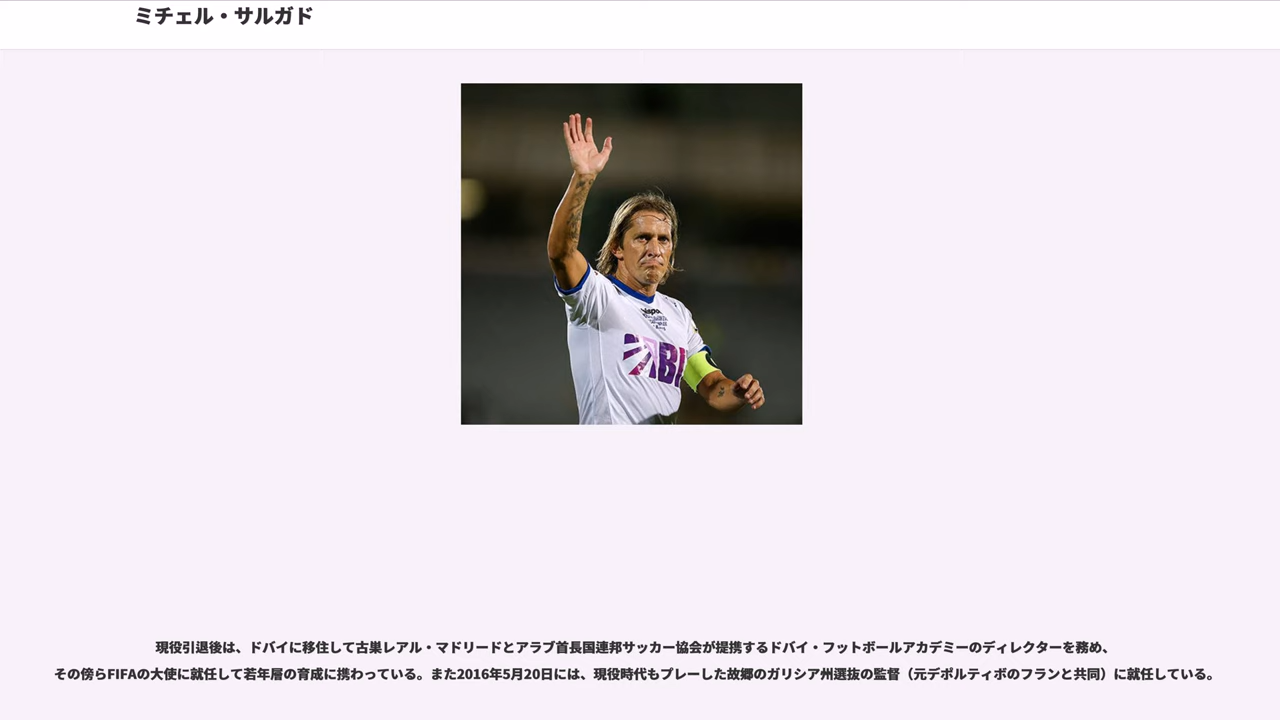 ミチェル・サルガド
ABI
現役引退後は、ドバイに移住して古巣レアル・マドリードとアラブ首長国連邦サッカー協会が提携するドバイ・フットボールアカデミーのディレクターを務め、
その傍らFIFAの大使に就任して若年層の育成に携わっている。また2016年5月20日には、現役時代もプレーした故郷のガリシア州選抜の監督（元デポルティボのフランと共同）に就任している。